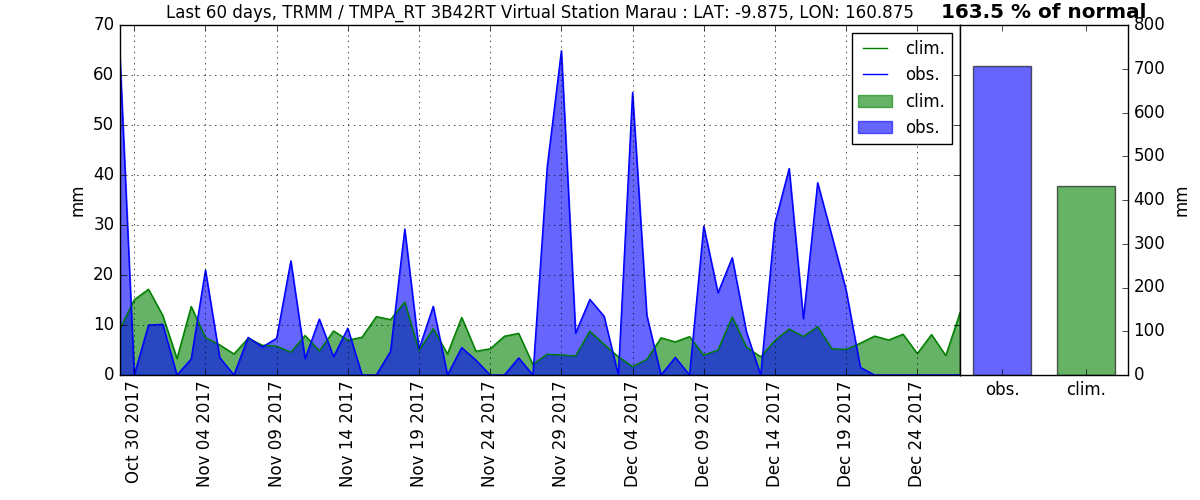 Last 60 days, TRMM / TMPA_RT 3B42RT Virtual Station Marau : LAT: -9.875, LON: 160.875
163.5 % of normal
70
60
50
40
30
20
10
0
mm
clim.
obs.
clim.
obs.
Oct 30 2017
Nov 04 2017
Nov 09 2017
Nov 14 2017
Nov 19 2017
Nov 24 2017
Nov 29 2017
Dec 04 2017
Dec 09 2017
Dec 14 2017
Dec 19 2017
Dec 24 2017
800
700
600
500
400
300
200
100
0
mm
obs.
clim.